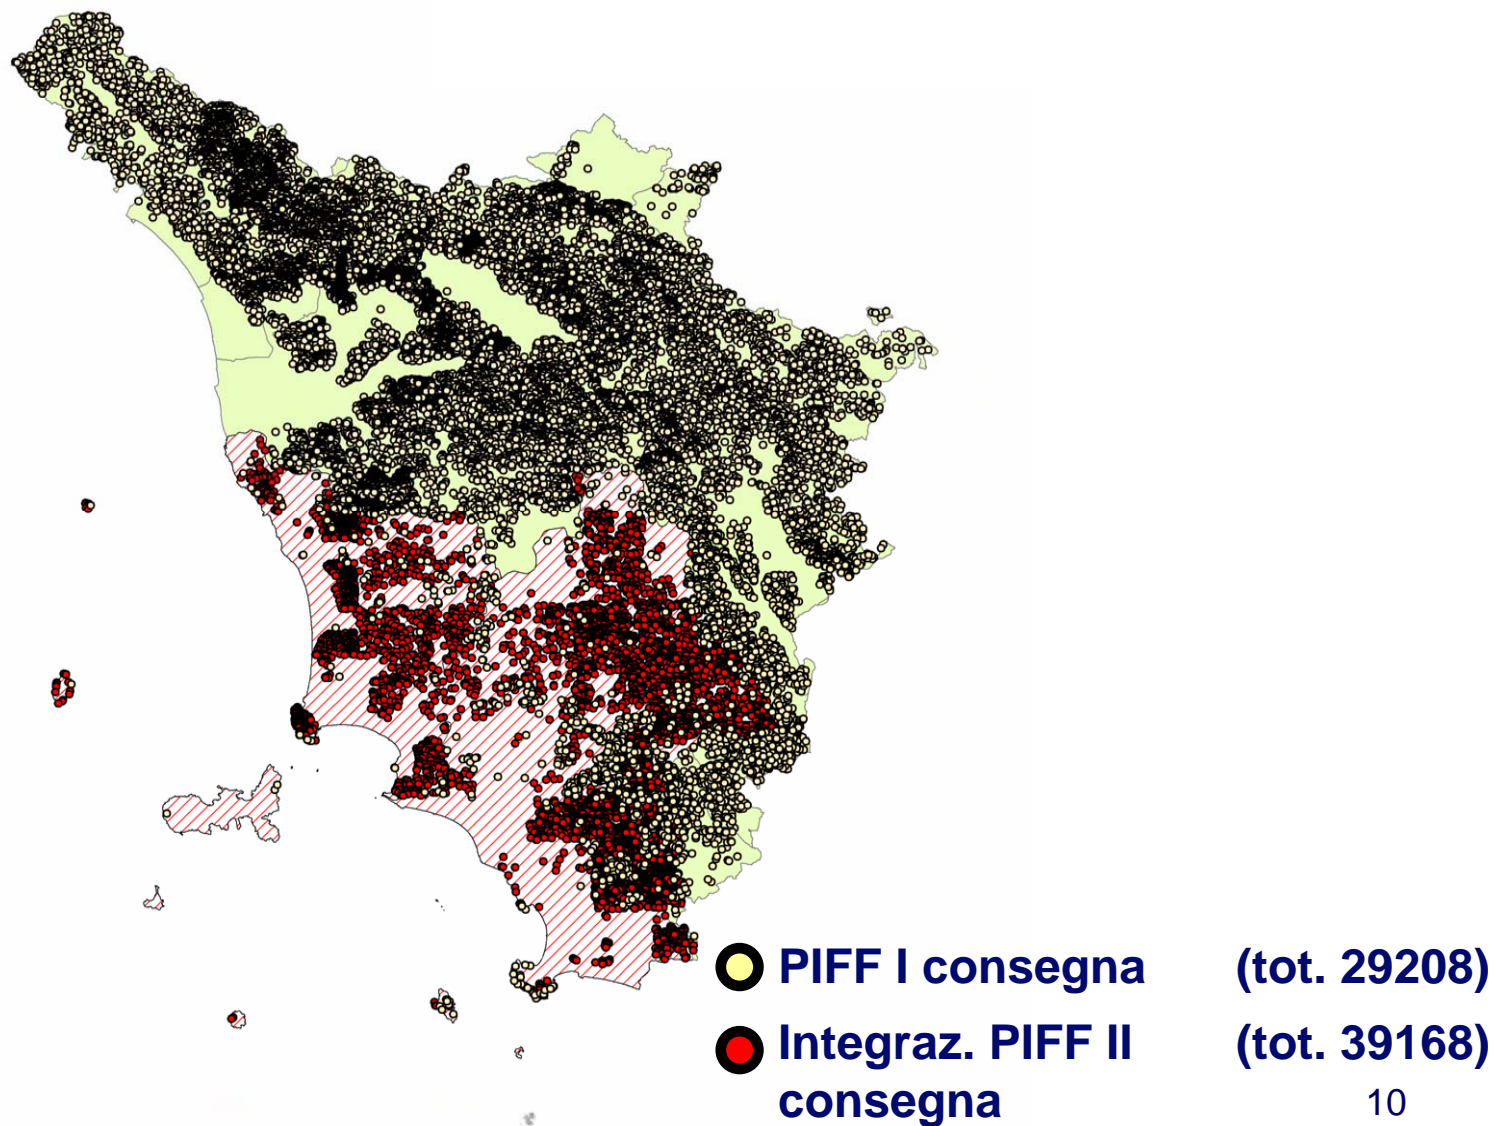 PIFF I consegna (tot. 29208)
Integraz. PIFF II (tot. 39168)
consegna
10